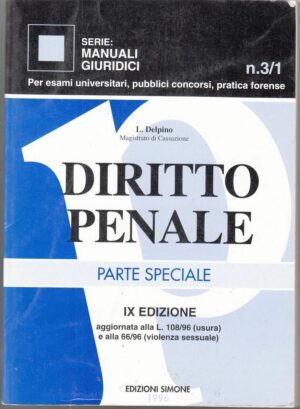 SERIE:
MANUALI
GIURIDICI
n.3/1
Per esami universitari, pubblici concorsi, pratica forense
L. Delpino
Magistrato di Cassazione
DIRITTO
PENALE
PARTE SPECIALE
IX EDIZIONE
aggiornata alla L. 108/96 (usura)
e alla 66/96 (violenza sessuale)
EDIZIONI SIMONE
1996